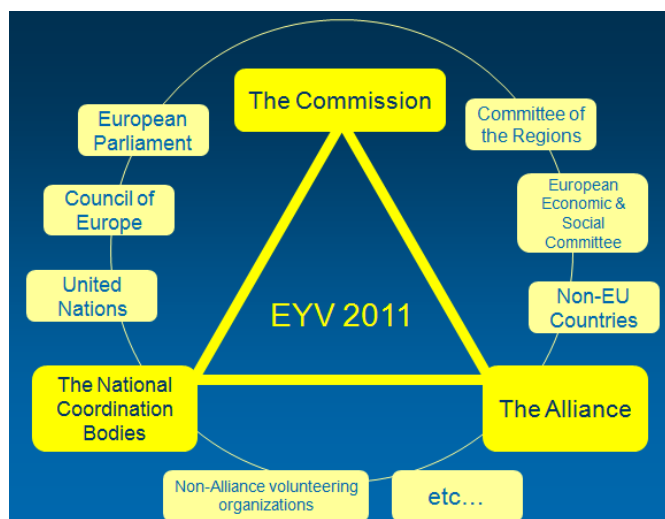 The Commission
European
Parliament
Committee of
the Regions
Council of
Europe
European
Economic &
Social
Committee
United
Nations
Non-EU
Countries
EYV 2011
The National
Coordination
Bodies
The Alliance
Non-Alliance volunteering
organizations
etc…